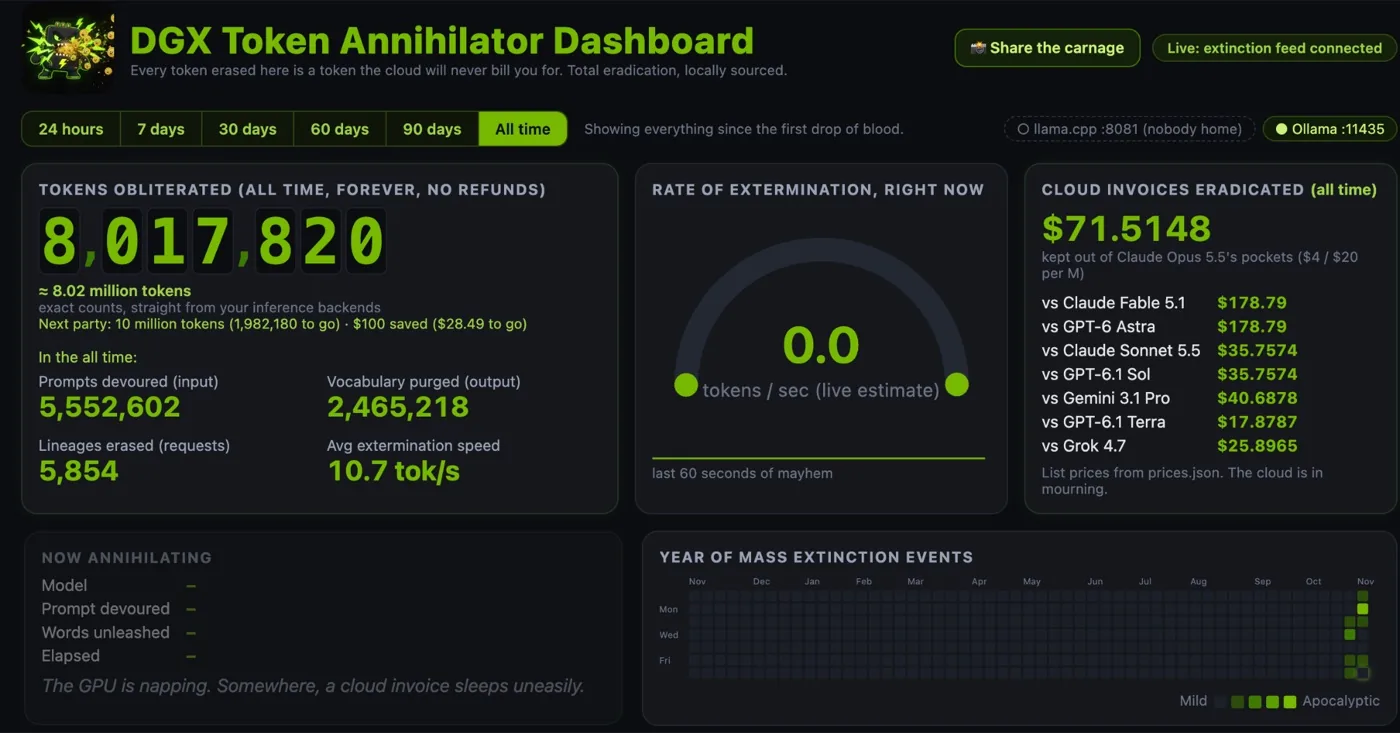 DGX Token Annihilator Dashboard
Every token erased here is a token the cloud will never bill you for. Total eradication, locally sourced.
Share the carnage
Live: extinction feed connected
24 hours
7 days
30 days
60 days
90 days
All time
Showing everything since the first drop of blood.
llama.cpp :8081 (nobody home)
Ollama :11435
TOKENS OBLITERATED (ALL TIME, FOREVER, NO REFUNDS)
8,017,820
≈ 8.02 million tokens
exact counts, straight from your inference backends
Next party: 10 million tokens (1,982,180 to go) · $100 saved ($28.49 to go)
In the all time:
Prompts devoured (input)
5,552,602
Vocabulary purged (output)
2,465,218
Lineages erased (requests)
5,854
Avg extermination speed
10.7 tok/s
RATE OF EXTERMINATION, RIGHT NOW
0.0
tokens / sec (live estimate)
last 60 seconds of mayhem
CLOUD INVOICES ERADICATED (all time)
$71.5148
kept out of Claude Opus 5.5's pockets ($4 / $20
per M)
vs Claude Fable 5.1 $178.79
vs GPT-6 Astra $178.79
vs Claude Sonnet 5.5 $35.7574
vs GPT-6.1 Sol $35.7574
vs Gemini 3.1 Pro $40.6878
vs GPT-6.1 Terra $17.8787
vs Grok 4.7 $25.8965
List prices from prices.json. The cloud is in
mourning.
NOW ANNIHILATING
Model –
Prompt devoured –
Words unleashed –
Elapsed –
The GPU is napping. Somewhere, a cloud invoice sleeps uneasily.
YEAR OF MASS EXTINCTION EVENTS
Nov Dec Jan Feb Mar Apr May Jun Jul Aug Sep Oct Nov
Mon
Wed
Fri
Mild
Apocalyptic